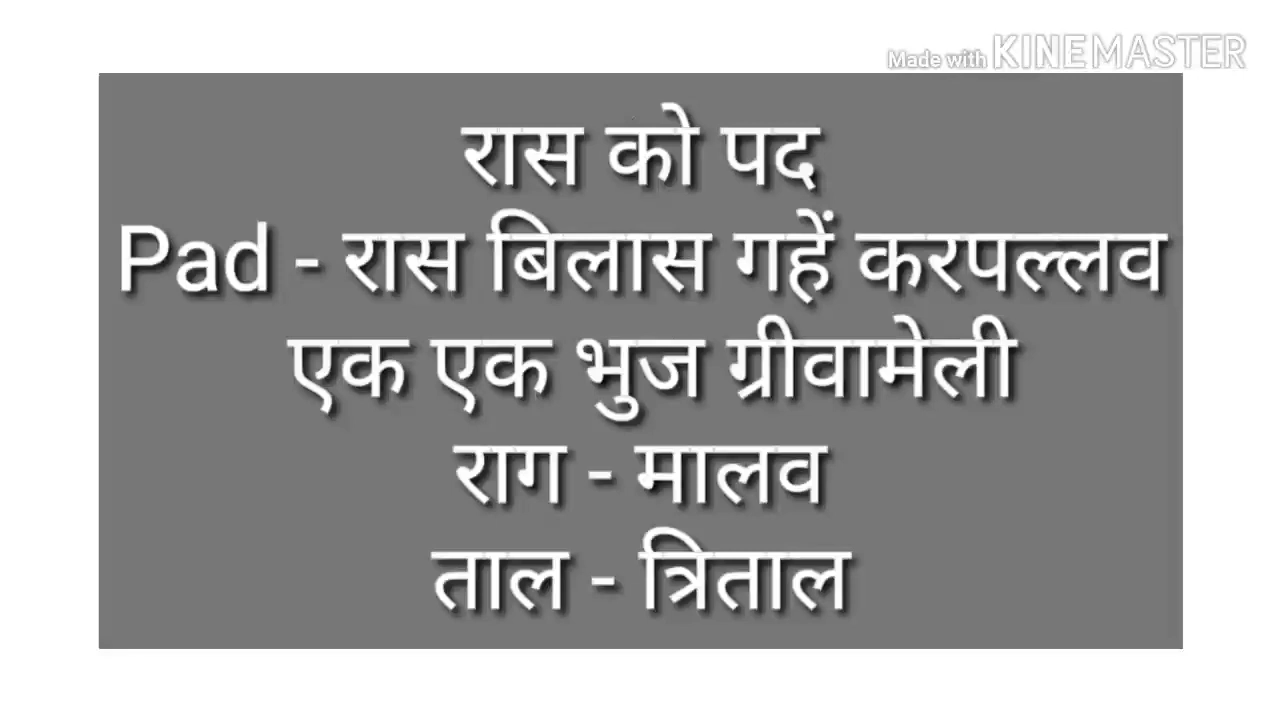 Made with KINEMASTER
रास को पद
Pad - रास बिलास गहें करपल्लव
एक एक भुज ग्रीवामेली
राग - मालव
ताल - त्रिताल